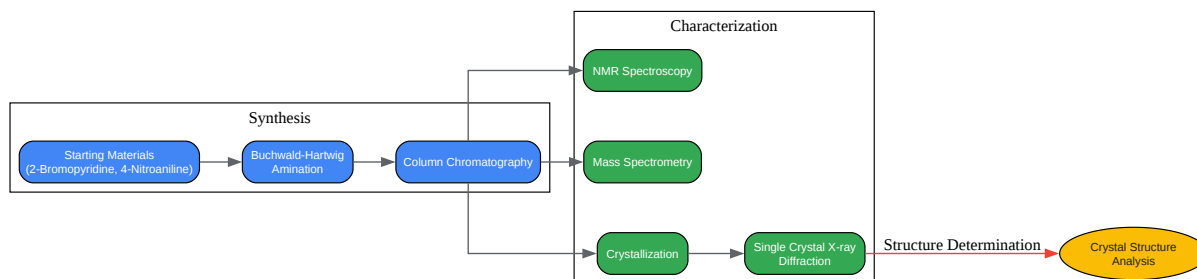 Characterization
NMR Spectroscopy
Synthesis
Starting Materials
(2-Bromopyridine, 4-Nitroaniline)
Buchwald-Hartwig
Amination
Column Chromatography
Mass Spectrometry
Crystallization
Single Crystal X-ray
Diffraction
Structure Determination
Crystal Structure
Analysis